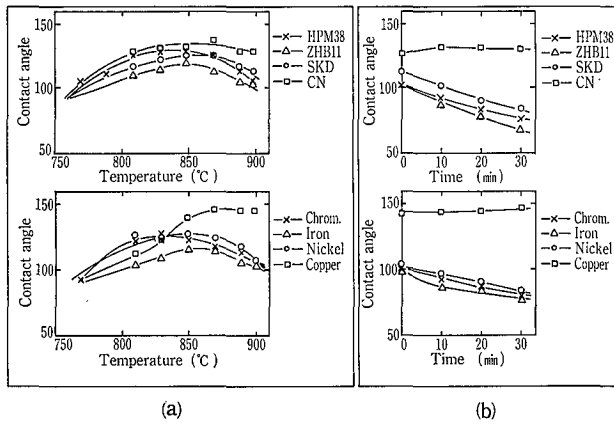 150
100
50
Contact angle
HPM38
ZHB11
SKD
CN
750 800 850 900
Temperature (℃)
150
100
50
Contact angle
Chrom.
Iron
Nickel
Copper
750 800 850 900
Temperature (℃)
(a)
150
100
50
Contact angle
HPM38
ZHB11
SKD
CN
0 10 20 30
Time (min)
150
100
50
Contact angle
Chrom.
Iron
Nickel
Copper
0 10 20 30
Time (min)
(b)